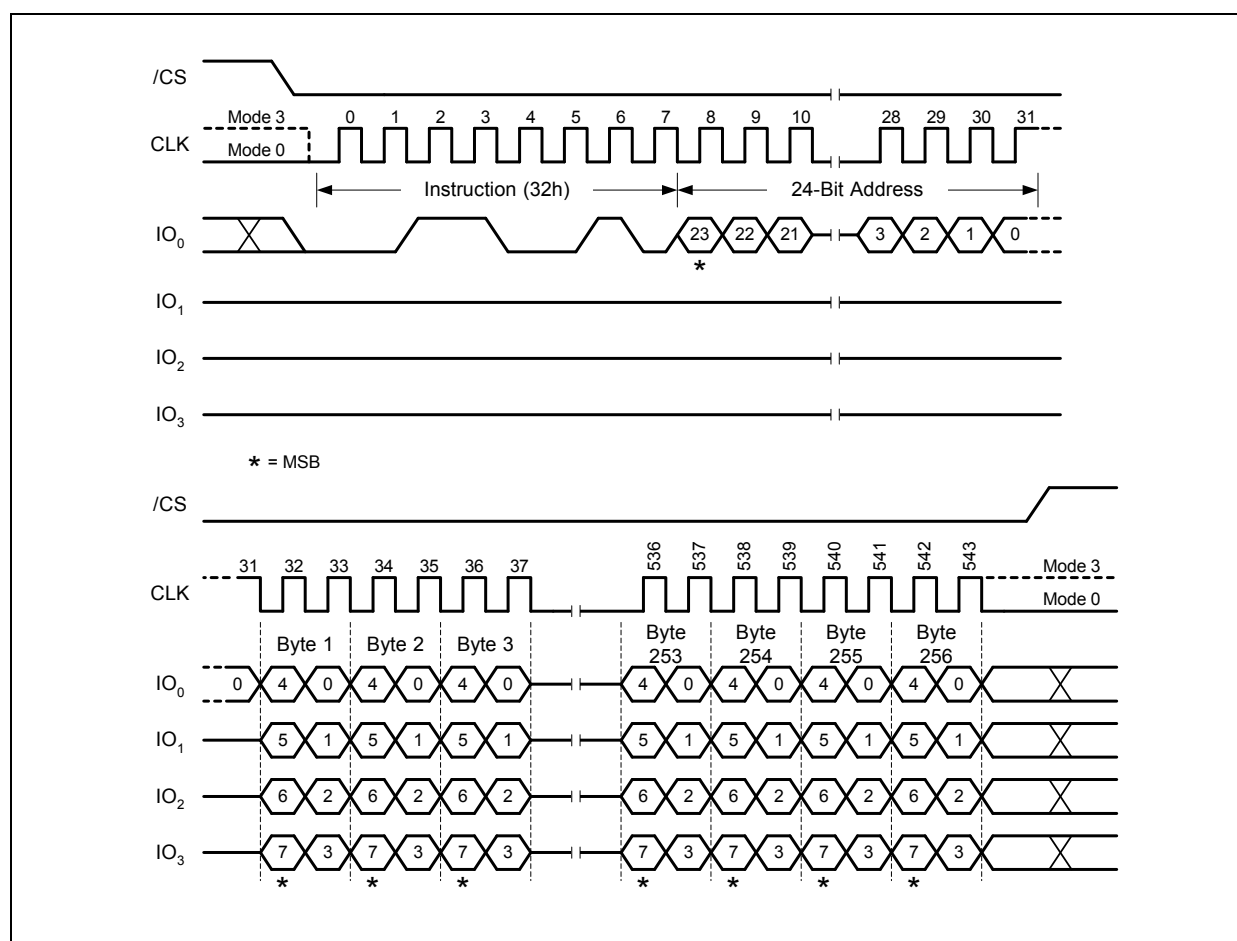 /CS
Mode 3 0 1 2 3 4 5 6 7 8 9 10 28 29 30 31
CLK
Mode 0
Instruction (32h) 24-Bit Address
IO0 23 22 21 3 2 1 0
*
IO1
IO2
IO3
* = MSB
/CS
31 32 33 34 35 36 37 536 537 538 539 540 541 542 543 Mode 3
CLK
Mode 0
Byte 1 Byte 2 Byte 3 Byte 253 Byte 254 Byte 255 Byte 256
IO0 0 4 0 4 0 4 0 4 0 4 0 4 0 4 0
IO1 5 1 5 1 5 1 5 1 5 1 5 1 5 1
IO2 6 2 6 2 6 2 6 2 6 2 6 2 6 2
IO3 7 3 7 3 7 3 7 3 7 3 7 3 7 3
* * * * * * *